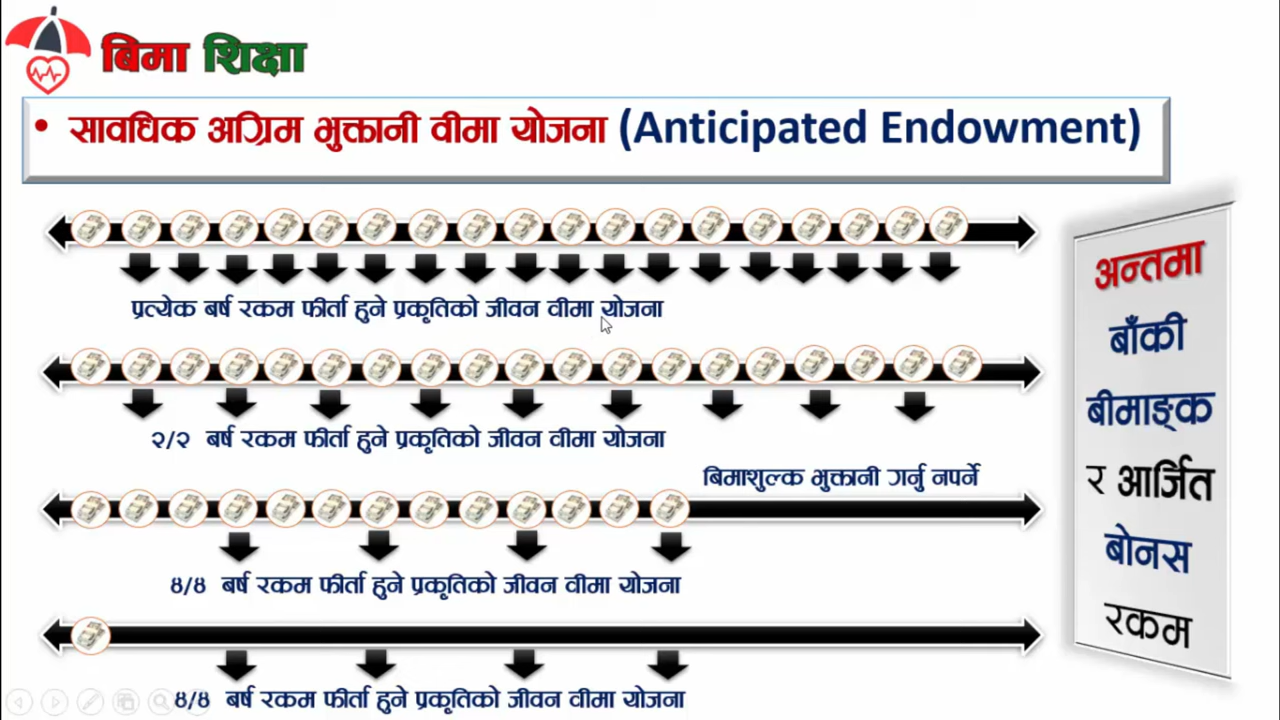 बिमा शिक्षा
• सावधिक अग्रिम भुक्तानी वीमा योजना (Anticipated Endowment)
प्रत्येक बर्ष रकम फीर्ता हुने प्रकृतिको जीवन वीमा योजना
२/२ बर्ष रकम फीर्ता हुने प्रकृतिको जीवन वीमा योजना
बिमाशुल्क भुक्तानी गर्नु नपर्ने
४/४ बर्ष रकम फीर्ता हुने प्रकृतिको जीवन वीमा योजना
४/४ बर्ष रकम फीर्ता हुने प्रकृतिको जीवन वीमा योजना
अन्तमा
बाँकी
बीमाङ्क
र आर्जित
बोनस
रकम